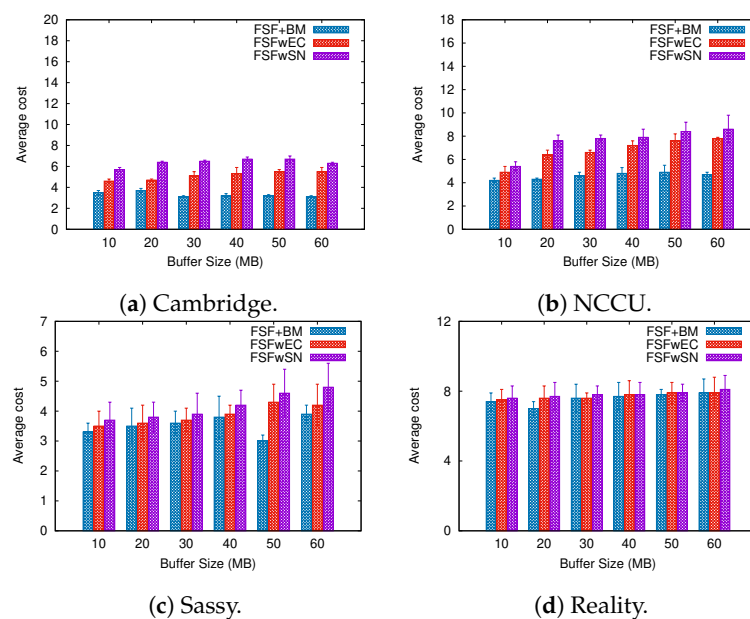 20
18
16
14
12
10
8
6
4
2
0
Average cost
FSF+BM
FSFwEC
FSFwSN
10 20 30 40 50 60
Buffer Size (MB)
(a) Cambridge.
18
16
14
12
10
8
6
4
2
0
Average cost
FSF+BM
FSFwEC
FSFwSN
10 20 30 40 50 60
Buffer Size (MB)
(b) NCCU.
7
6
5
4
3
2
1
0
Average cost
FSF+BM
FSFwEC
FSFwSN
10 20 30 40 50 60
Buffer Size (MB)
(c) Sassy.
12
8
4
0
Average cost
FSF+BM
FSFwEC
FSFwSN
10 20 30 40 50 60
Buffer Size (MB)
(d) Reality.